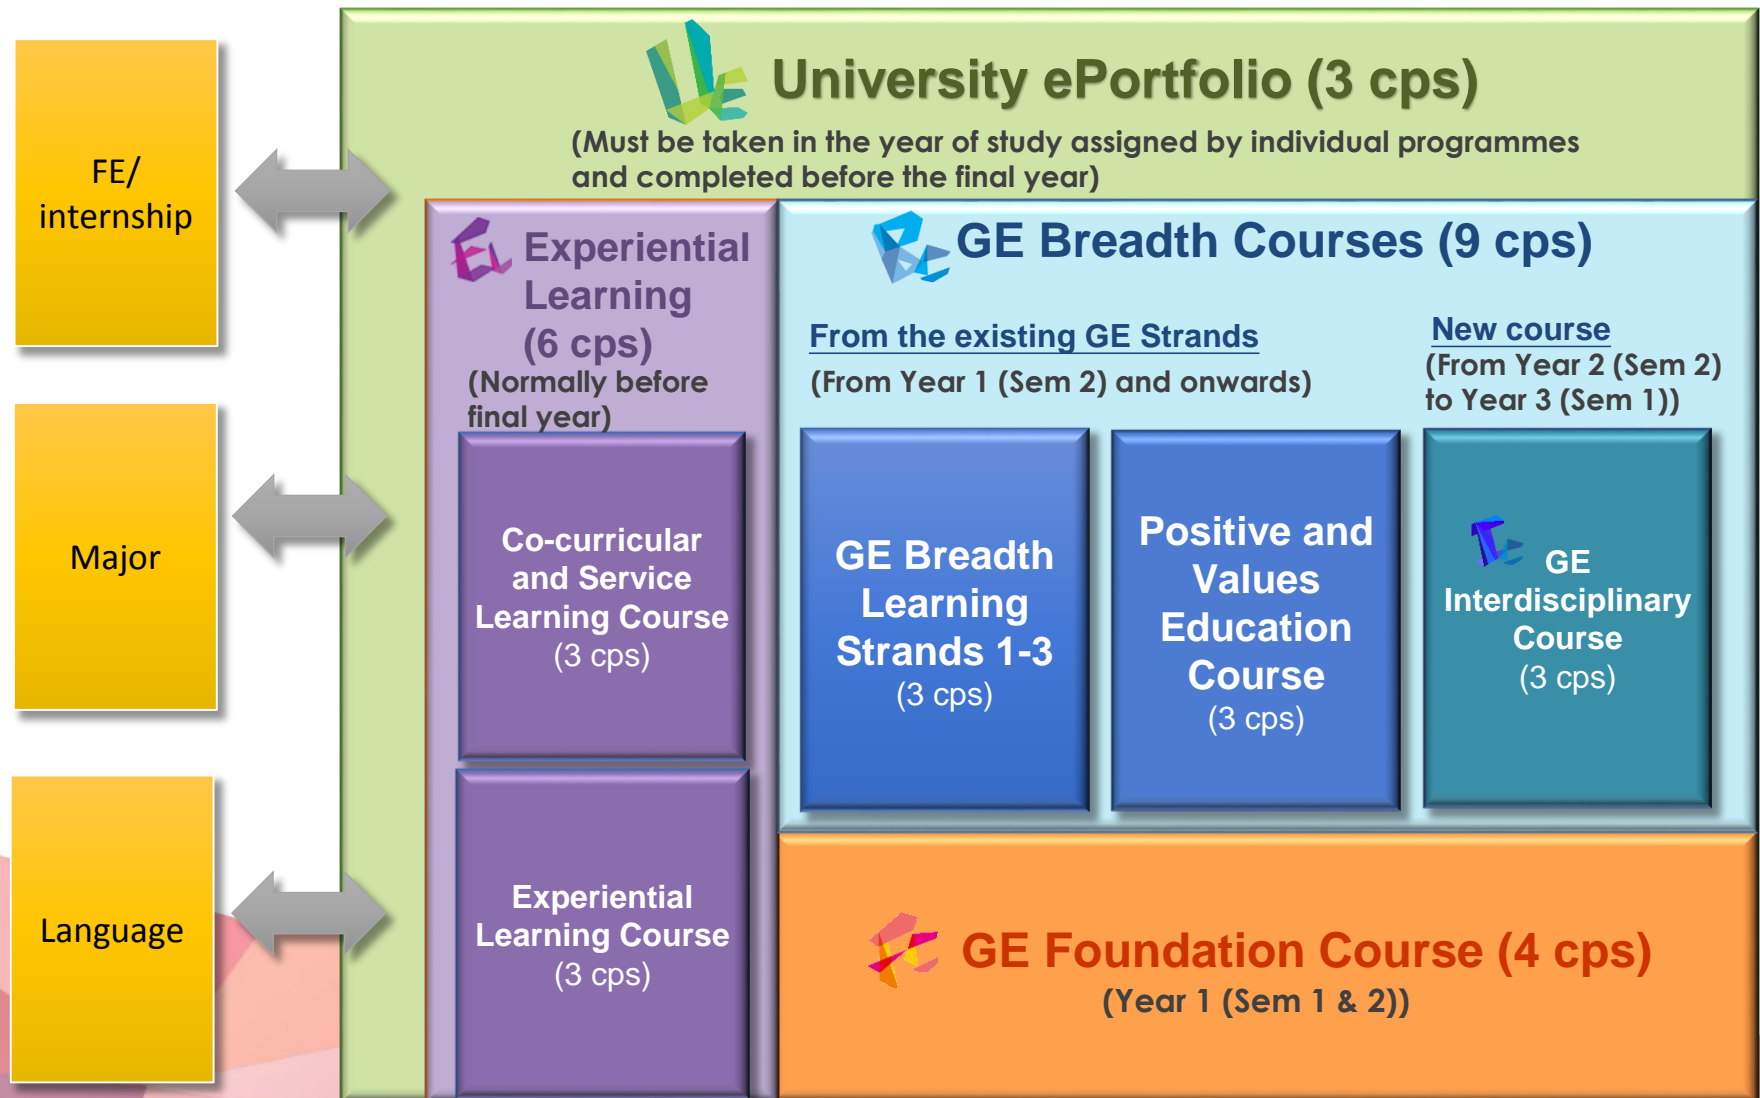 University ePortfolio (3 cps)
(Must be taken in the year of study assigned by individual programmes
and completed before the final year)
FE/
internship
Major
Language
Experiential
Learning
(6 cps)
(Normally before
final year)
Co-curricular
and Service
Learning Course
(3 cps)
Experiential
Learning Course
(3 cps)
GE Breadth Courses (9 cps)
From the existing GE Strands
(From Year 1 (Sem 2) and onwards)
New course
(From Year 2 (Sem 2)
to Year 3 (Sem 1))
GE Breadth
Learning
Strands 1-3
(3 cps)
Positive and
Values
Education
Course
(3 cps)
GE
Interdisciplinary
Course
(3 cps)
GE Foundation Course (4 cps)
(Year 1 (Sem 1 & 2))